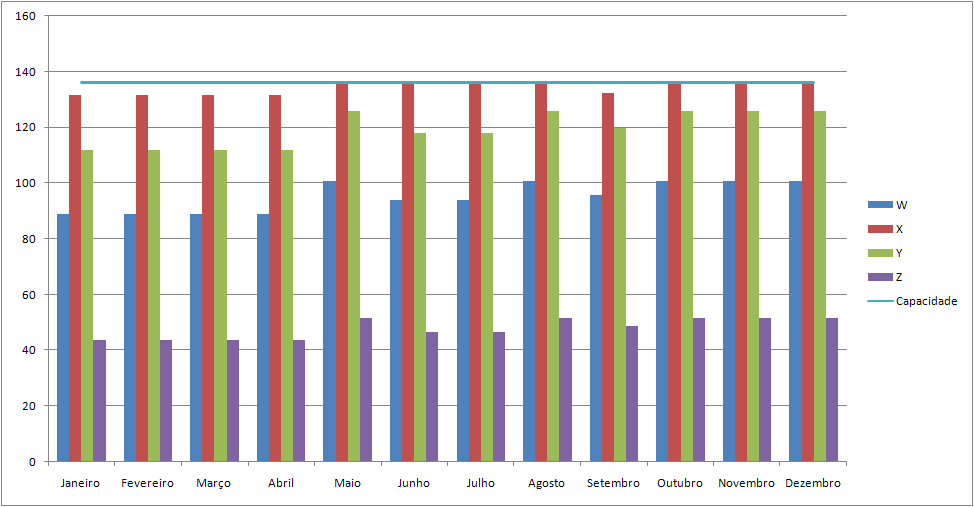 160
140
120
100
80
60
40
20
0
Janeiro Fevereiro Março Abril Maio Junho Julho Agosto Setembro Outubro Novembro Dezembro
W
X
Y
Z
Capacidade